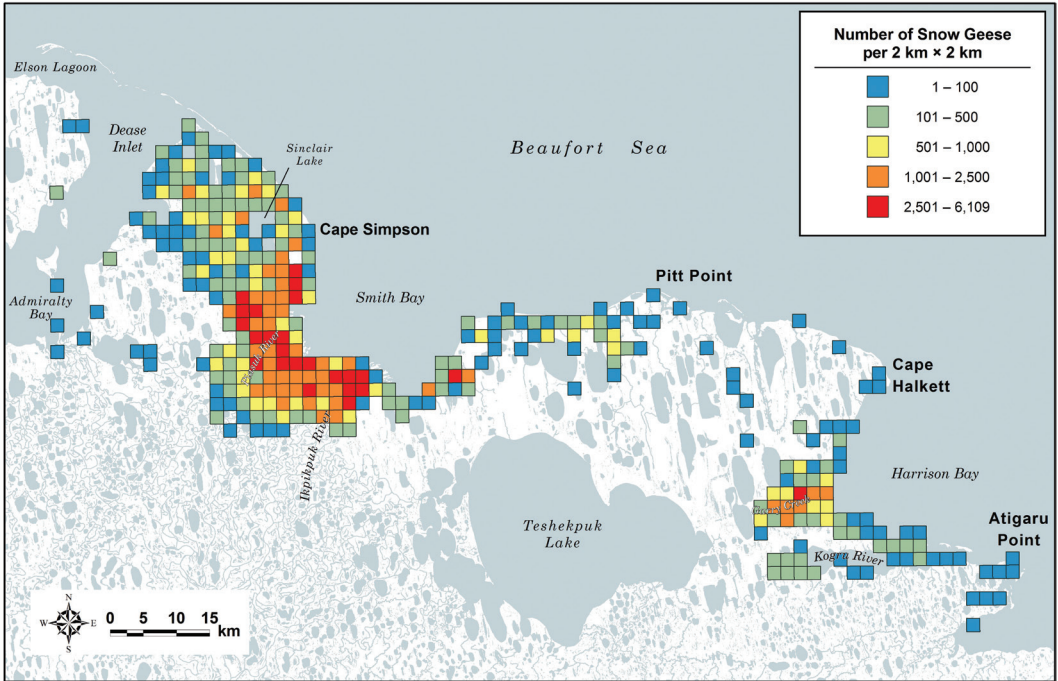 Number of Snow Geese
per 2 km × 2 km
1 – 100
101 – 500
501 – 1,000
1,001 – 2,500
2,501 – 6,109
Elson Lagoon
Dease
Inlet
Sinclair
Lake
Beaufort Sea
Cape Simpson
Pitt Point
Smith Bay
Admiralty
Bay
Cape
Halkett
River
Ikpikpuk River
Harrison Bay
Teshekpuk
Lake
Atigaru
Point
Kogru River
N
W
E
S
0 5 10 15
km